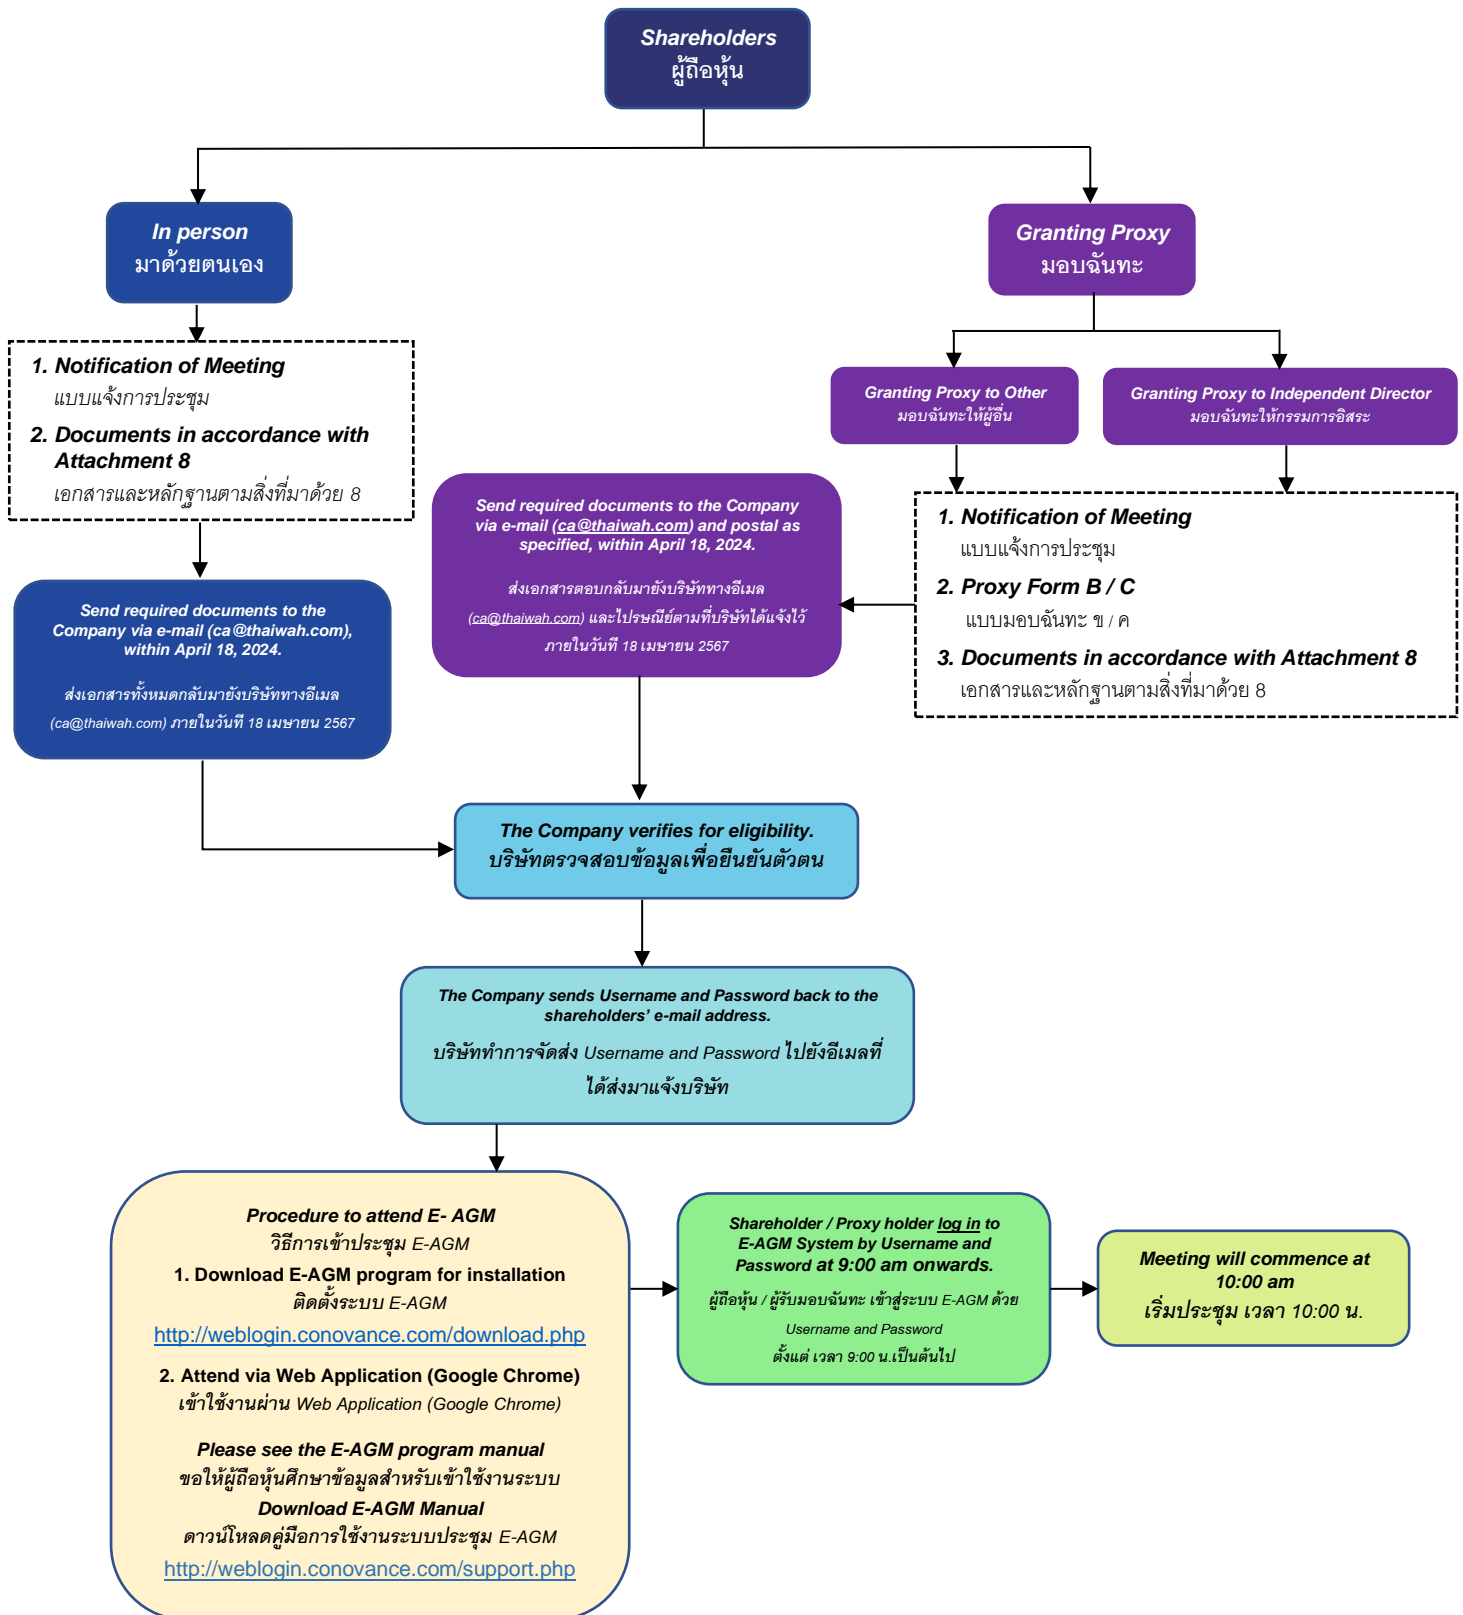 Shareholders
ผู้ถือหุ้น
In person
มาด้วยตนเอง
Granting Proxy
มอบฉันทะ
1. Notification of Meeting
แบบแจ้งการประชุม
2. Documents in accordance with
Attachment 8
เอกสารและหลักฐานตามสิ่งที่มาด้วย 8
Granting Proxy to Other
มอบฉันทะให้ผู้อื่น
Granting Proxy to Independent Director
มอบฉันทะให้กรรมการอิสระ
Send required documents to the Company
via e-mail (ca@thaiwah.com) and postal as
specified, within April 18, 2024.
ส่งเอกสารตอบกลับมายังบริษัททางอีเมล
(ca@thaiwah.com) และไปรษณีย์ตามที่บริษัทได้แจ้งไว้
ภายในวันที่ 18 เมษายน 2567
1. Notification of Meeting
แบบแจ้งการประชุม
2. Proxy Form B / C
แบบมอบฉันทะ ข / ค
3. Documents in accordance with Attachment 8
เอกสารและหลักฐานตามสิ่งที่มาด้วย 8
Send required documents to the
Company via e-mail (ca@thaiwah.com),
within April 18, 2024.
ส่งเอกสารทั้งหมดกลับมายังบริษัททางอีเมล
(ca@thaiwah.com) ภายในวันที่ 18 เมษายน 2567
The Company verifies for eligibility.
บริษัทตรวจสอบข้อมูลเพื่อยืนยันตัวตน
The Company sends Username and Password back to the
shareholders’ e-mail address.
บริษัททำการจัดส่ง Username and Password ไปยังอีเมลที่
ได้ส่งมาแจ้งบริษัท
Procedure to attend E- AGM
วิธีการเข้าประชุม E-AGM
1. Download E-AGM program for installation
ติดตั้งระบบ E-AGM
http://weblogin.conovance.com/download.php
2. Attend via Web Application (Google Chrome)
เข้าใช้งานผ่าน Web Application (Google Chrome)
Please see the E-AGM program manual
ขอให้ผู้ถือหุ้นศึกษาข้อมูลสำหรับเข้าใช้งานระบบ
Download E-AGM Manual
ดาวน์โหลดคู่มือการใช้งานระบบประชุม E-AGM
http://weblogin.conovance.com/support.php
Shareholder / Proxy holder log in to
E-AGM System by Username and
Password at 9:00 am onwards.
ผู้ถือหุ้น / ผู้รับมอบฉันทะ เข้าสู่ระบบ E-AGM ด้วย
Username and Password
ตั้งแต่ เวลา 9:00 น.เป็นต้นไป
Meeting will commence at
10:00 am
เริ่มประชุม เวลา 10:00 น.